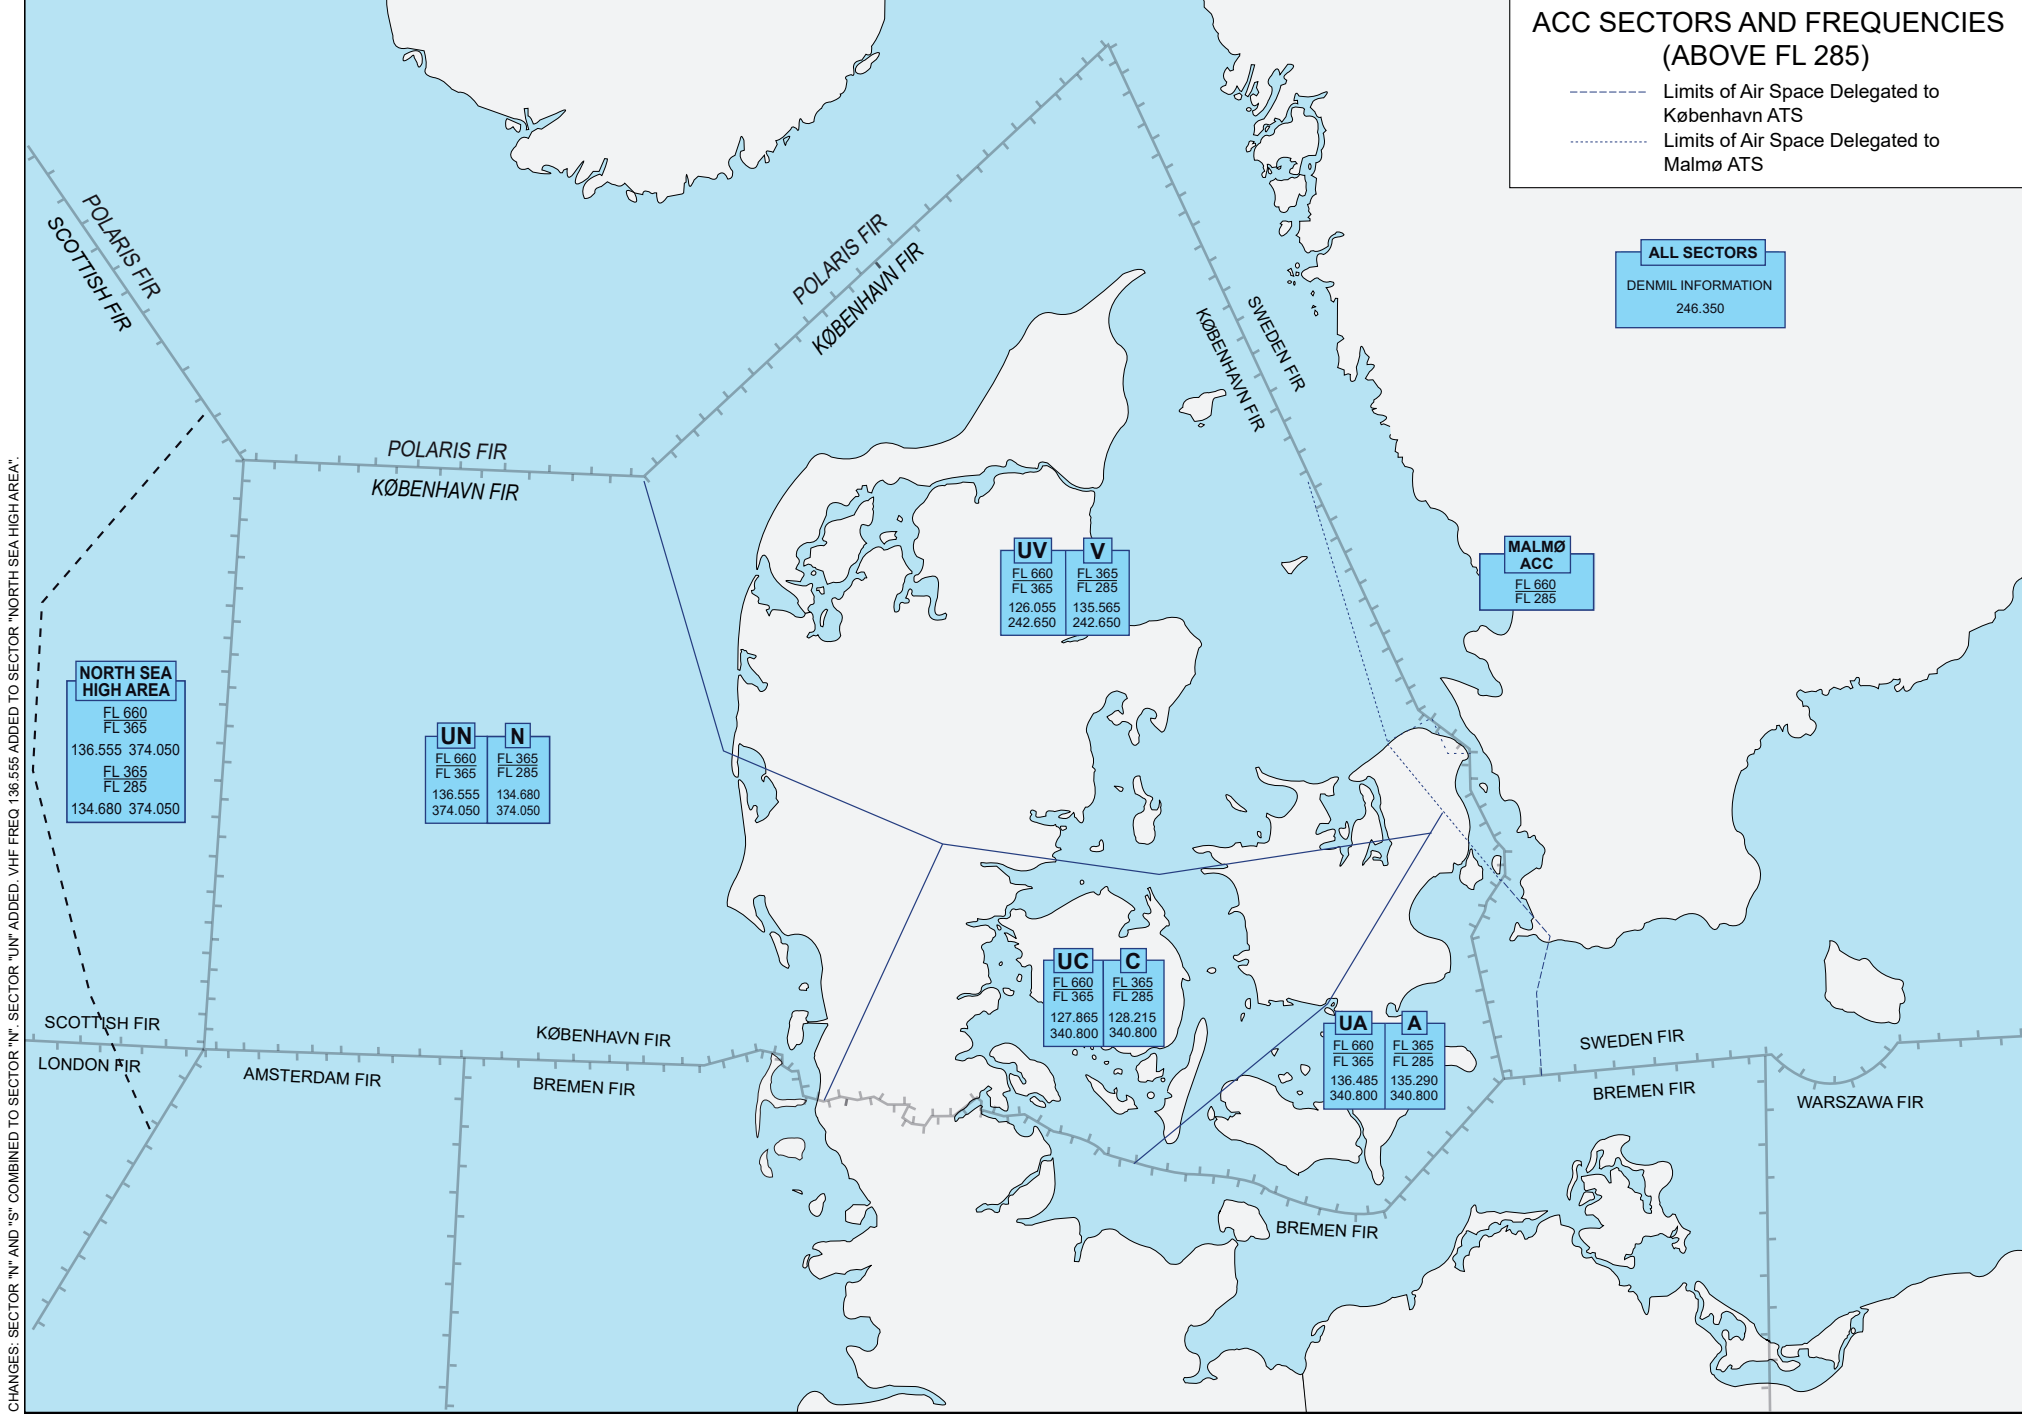 ACC SECTORS AND FREQUENCIES
(ABOVE FL 285)
Limits of Air Space Delegated to
København ATS
Limits of Air Space Delegated to
Malmø ATS
POLARIS FIR
SCOTTISH FIR
POLARIS FIR
KØBENHAVN FIR
SWEDEN FIR
KØBENHAVN FIR
ALL SECTORS
DENMIL INFORMATION
246.350
POLARIS FIR
KØBENHAVN FIR
UV
FL 660
FL 365
126.055
242.650
V
FL 365
FL 285
135.565
242.650
MALMØ
ACC
FL 660
FL 285
NORTH SEA
HIGH AREA
FL 660
FL 365
136.555 374.050
FL 365
FL 285
134.680 374.050
UN
FL 660
FL 365
136.555
374.050
N
FL 365
FL 285
134.680
374.050
UC
FL 660
FL 365
127.865
340.800
C
FL 365
FL 285
128.215
340.800
UA
FL 660
FL 365
136.485
340.800
A
FL 365
FL 285
135.290
340.800
SCOTTISH FIR
LONDON FIR
AMSTERDAM FIR
KØBENHAVN FIR
BREMEN FIR
SWEDEN FIR
BREMEN FIR
WARSZAWA FIR
BREMEN FIR
CHANGES: SECTOR "N" AND "S" COMBINED TO SECTOR "N". SECTOR "UN" ADDED. VHF FREQ 136.555 ADDED TO SECTOR "NORTH SEA HIGH AREA".